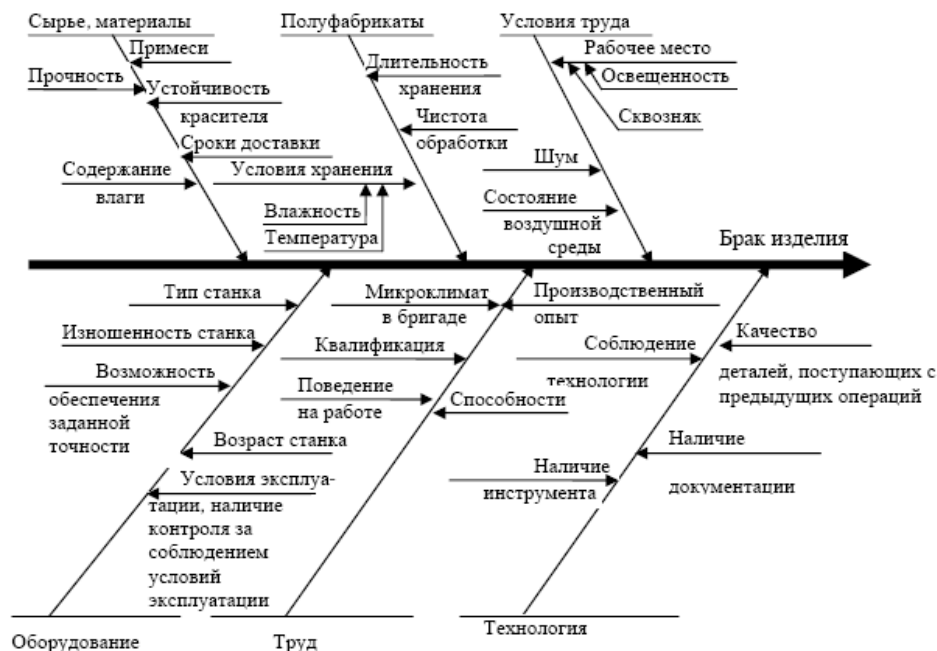 Сырье, материалы
Полуфабрикаты
Условия труда
Примеси
Прочность
Устойчивость
красителя
Сроки доставки
Содержание
влаги
Длительность
хранения
Чистота
обработки
Условия хранения
Влажность
Температура
Рабочее место
Освещенность
Сквозняк
Шум
Состояние
воздушной
среды
Брак изделия
Тип станка
Изношенность станка
Возможность
обеспечения
заданной
точности
Возраст станка
Условия эксплуа-
тации, наличие
контроля за
соблюдением
условий
эксплуатации
Микроклимат
в бригаде
Производственный
опыт
Квалификация
Поведение
на работе
Способности
Соблюдение
технологии
Качество
деталей, поступающих с
предыдущих операций
Наличие
документации
Наличие
инструмента
Оборудование
Труд
Технология